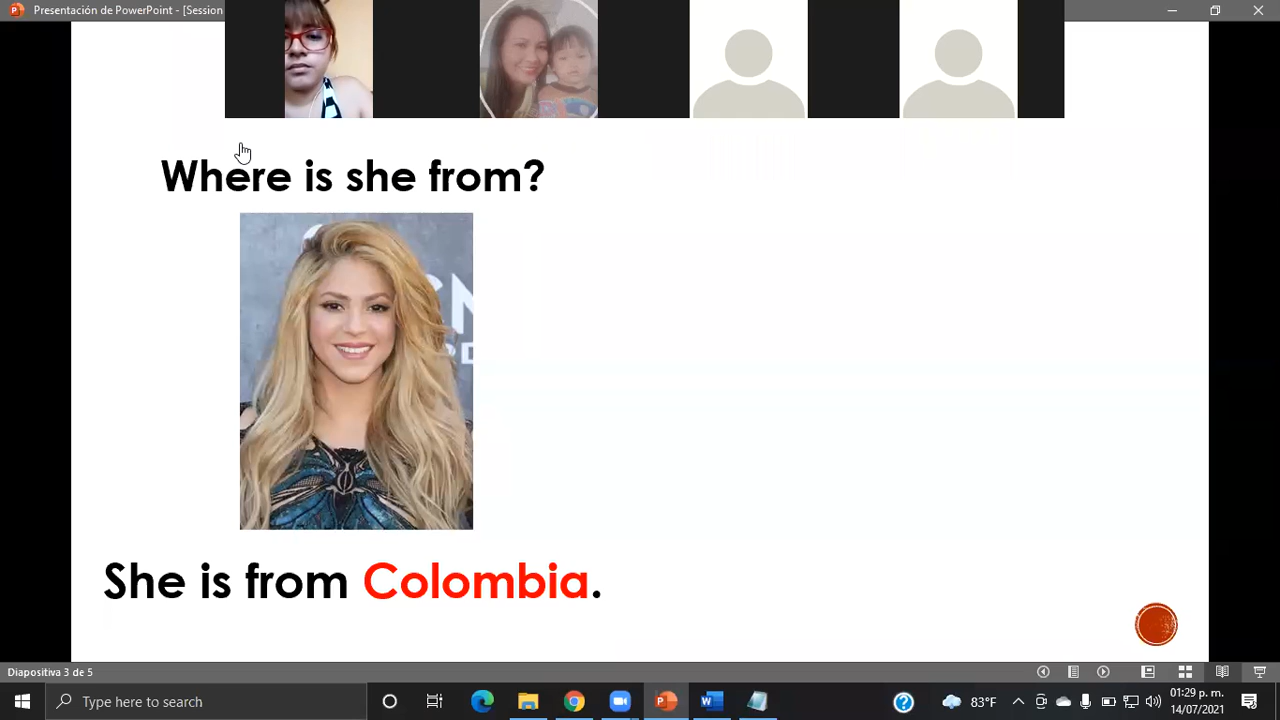 Presentación de PowerPoint - [Session
Where is she from?
She is from Colombia.
Diapositiva 3 de 5
Type here to search
83°F
01:29 p. m.
14/07/2021